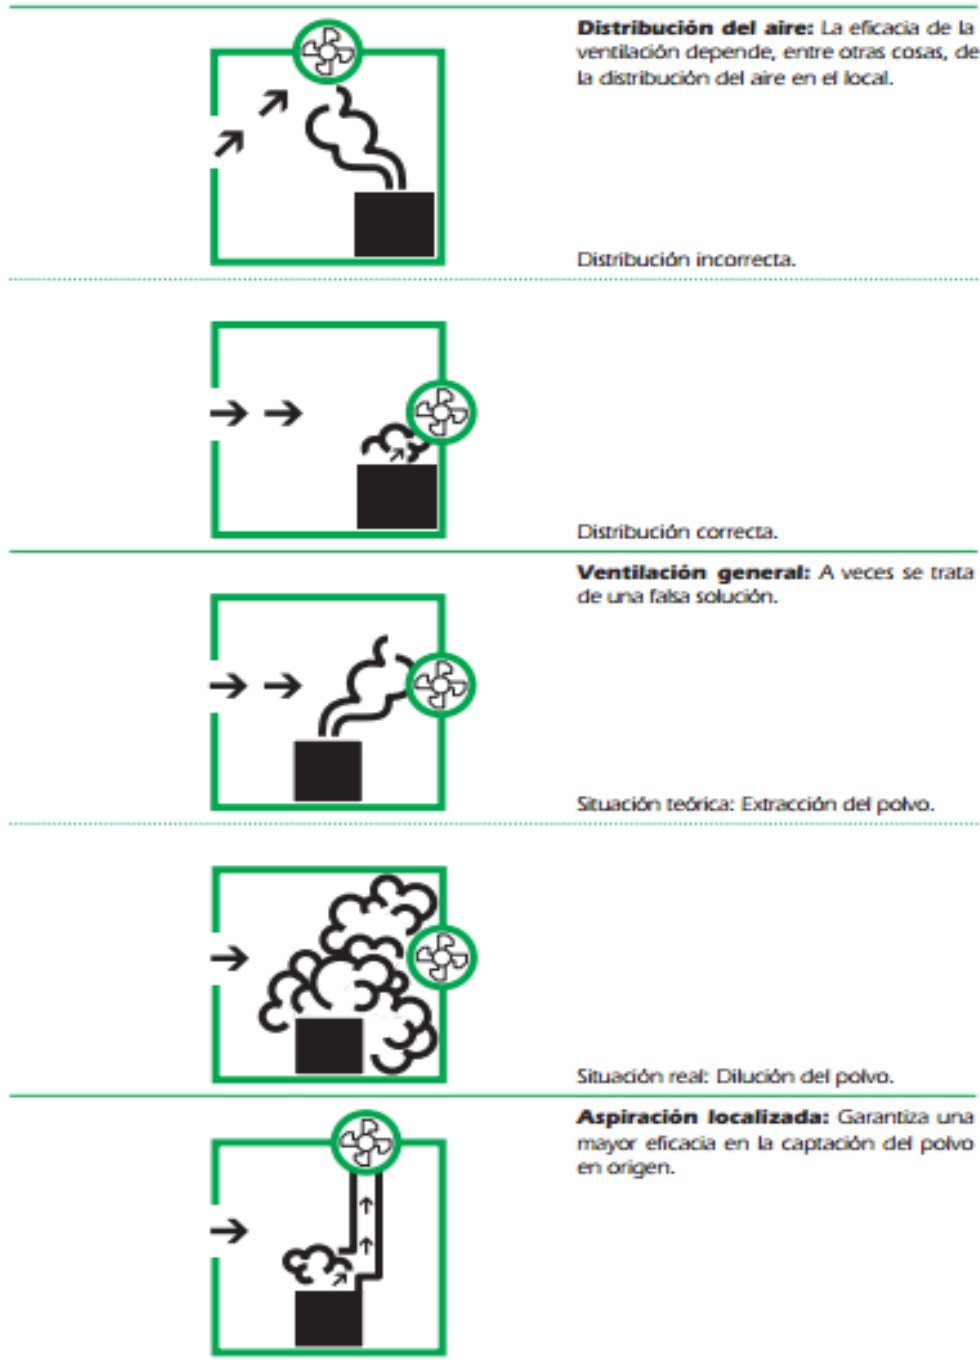 Distribución del aire: La eficacia de la
ventilación depende, entre otras cosas, de
la distribución del aire en el local.
Distribución incorrecta.
Distribución correcta.
Ventilación general: A veces se trata
de una falsa solución.
Situación teórica: Extracción del polvo.
Situación real: Dilución del polvo.
Aspiración localizada: Garantiza una
mayor eficacia en la captación del polvo
en origen.